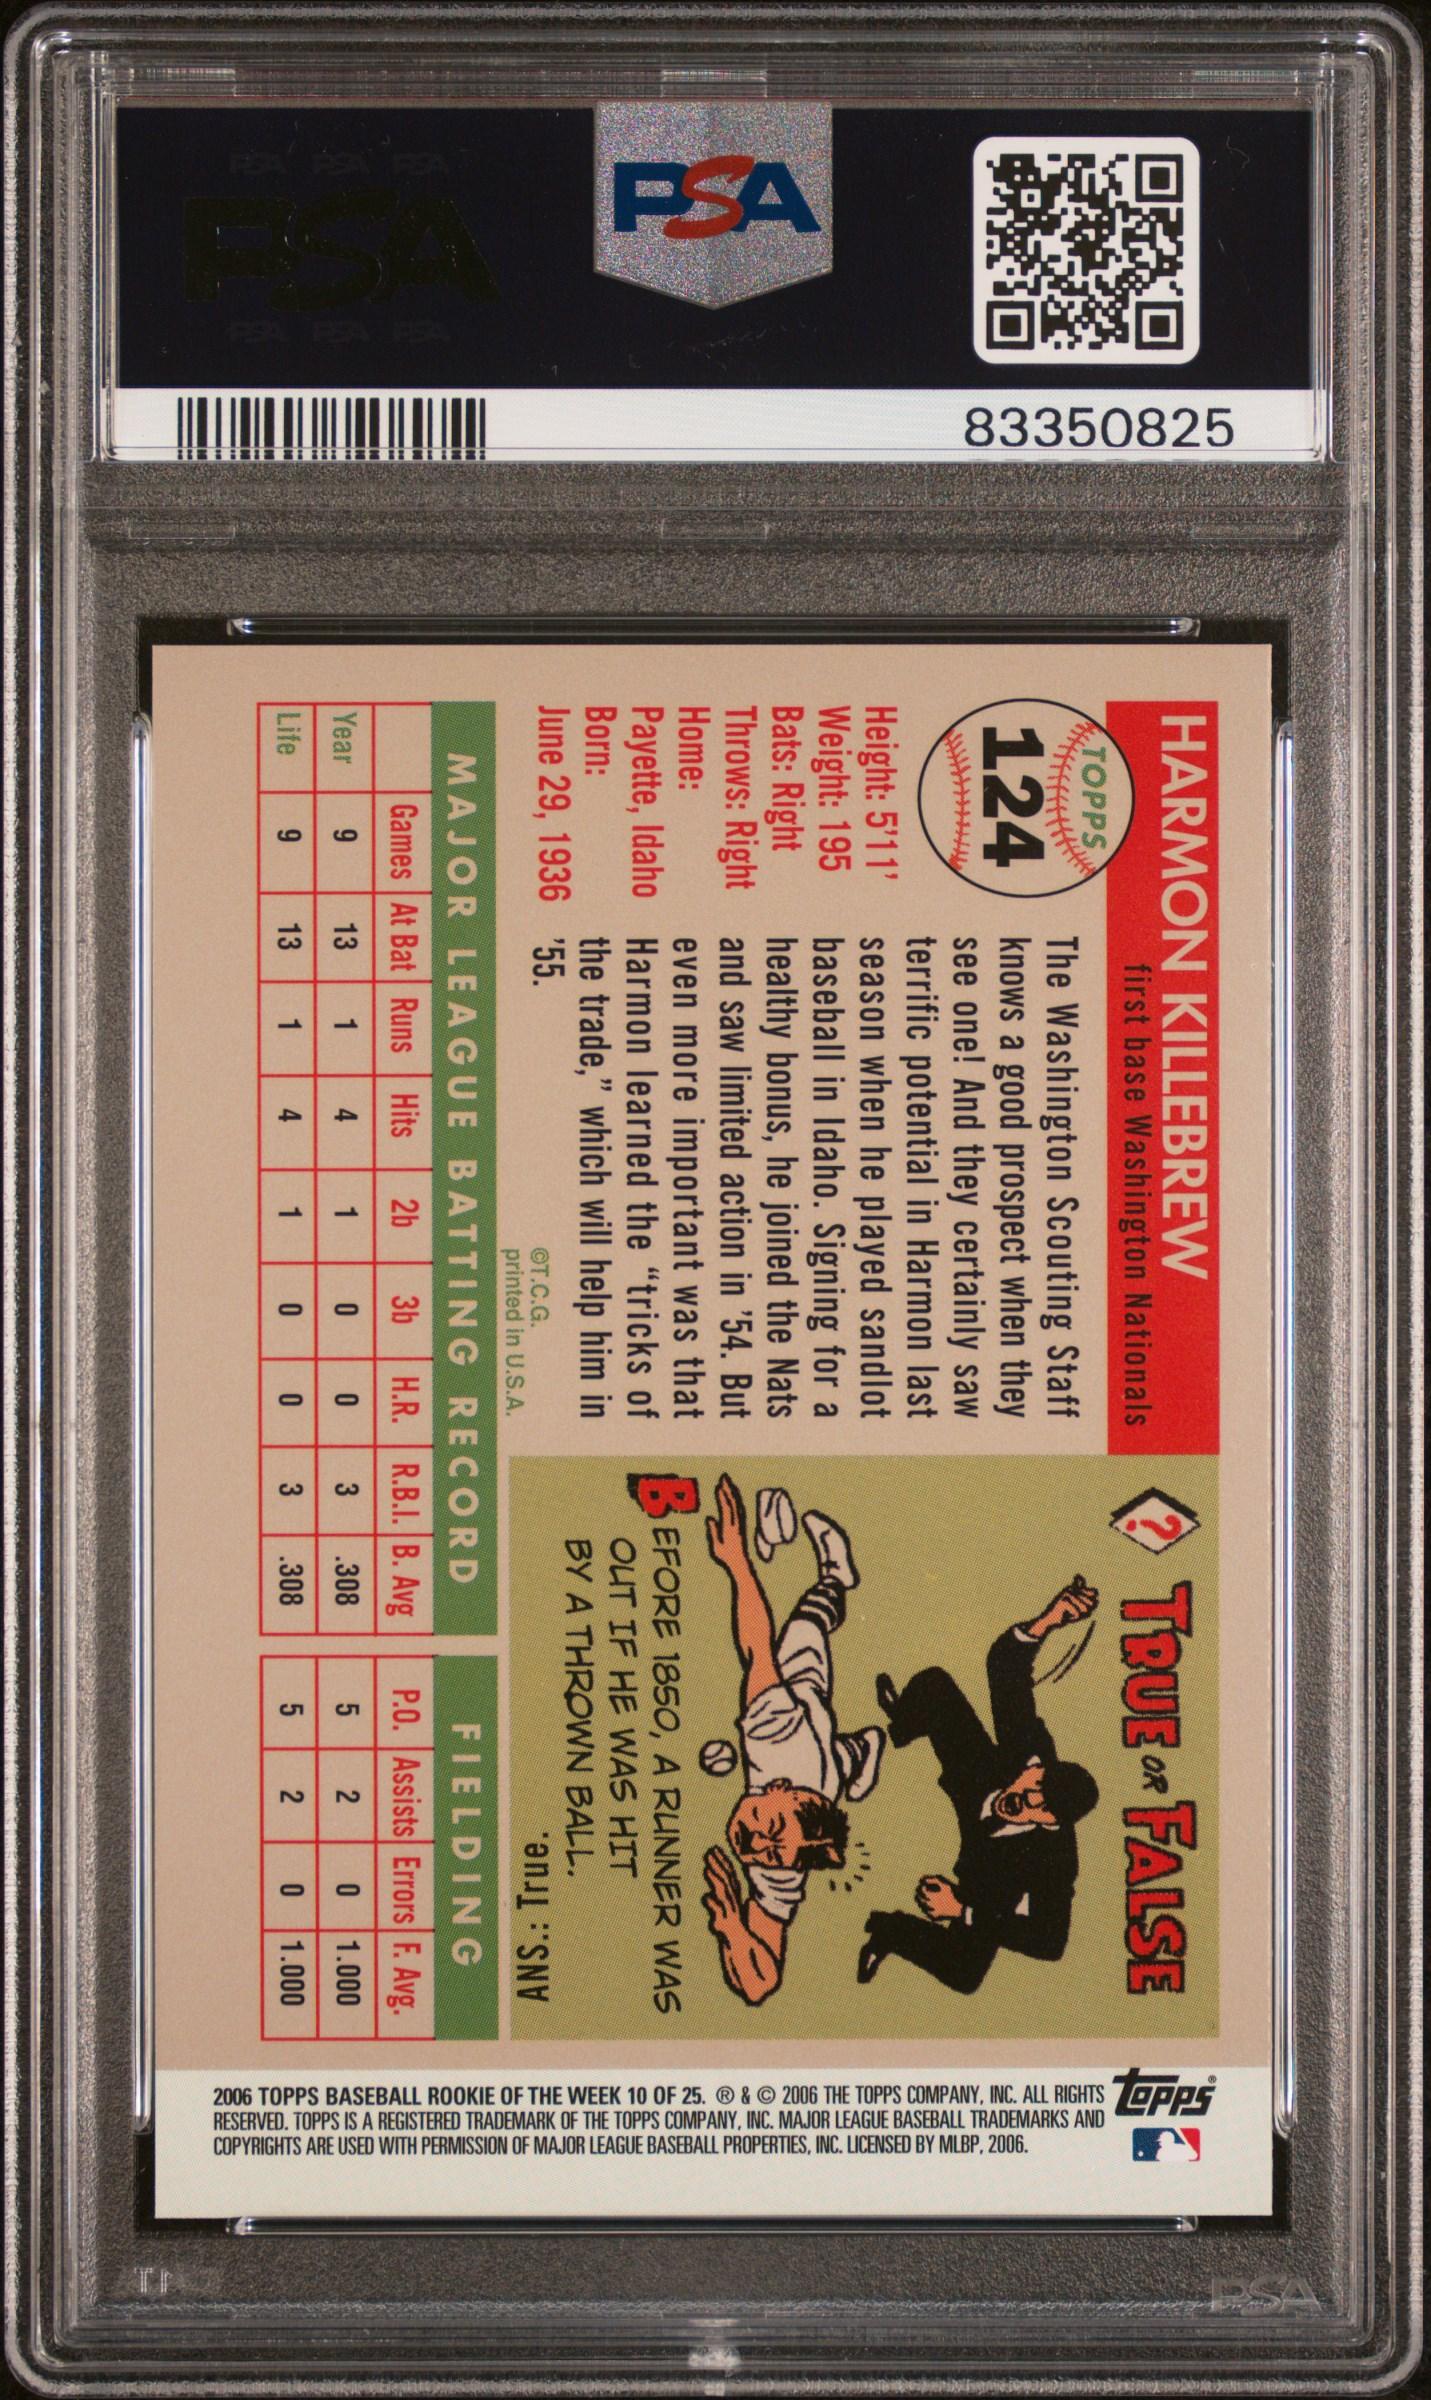 PSA PSA PSA
PSA
PSA PSA PSA
PSA
83350825
HARMON KILLEBREW
first base Washington Nationals
TOPPS
124
Height: 5'11'
Weight: 195
Bats: Right
Throws: Right
Home:
Payette, Idaho
Born:
June 29, 1936
The Washington Scouting Staff
knows a good prospect when they
see one! And they certainly saw
terrific potential in Harmon last
season when he played sandlot
baseball in Idaho. Signing for a
healthy bonus, he joined the Nats
and saw limited action in '54. But
even more important was that
Harmon learned the “tricks of
the trade,” which will help him in
'55.
©T.C.G.
printed in U.S.A.
?
TRUE OR FALSE
BEFORE 1850, A RUNNER WAS
OUT IF HE WAS HIT
BY A THROWN BALL.
ANS.: True.
MAJOR LEAGUE BATTING RECORD FIELDING
Games At Bat Runs Hits 2b 3b H.R. R.B.I. B. Avg P.O. Assists Errors F. Avg.
Year 9 13 1 4 1 0 0 3 .308 5 2 0 1.000
Life 9 13 1 4 1 0 0 3 .308 5 2 0 1.000
2006 TOPPS BASEBALL ROOKIE OF THE WEEK 10 OF 25. ® & © 2006 THE TOPPS COMPANY, INC. ALL RIGHTS
RESERVED. TOPPS IS A REGISTERED TRADEMARK OF THE TOPPS COMPANY, INC. MAJOR LEAGUE BASEBALL TRADEMARKS AND
COPYRIGHTS ARE USED WITH PERMISSION OF MAJOR LEAGUE BASEBALL PROPERTIES, INC. LICENSED BY MLBP, 2006.
topps®
PSA